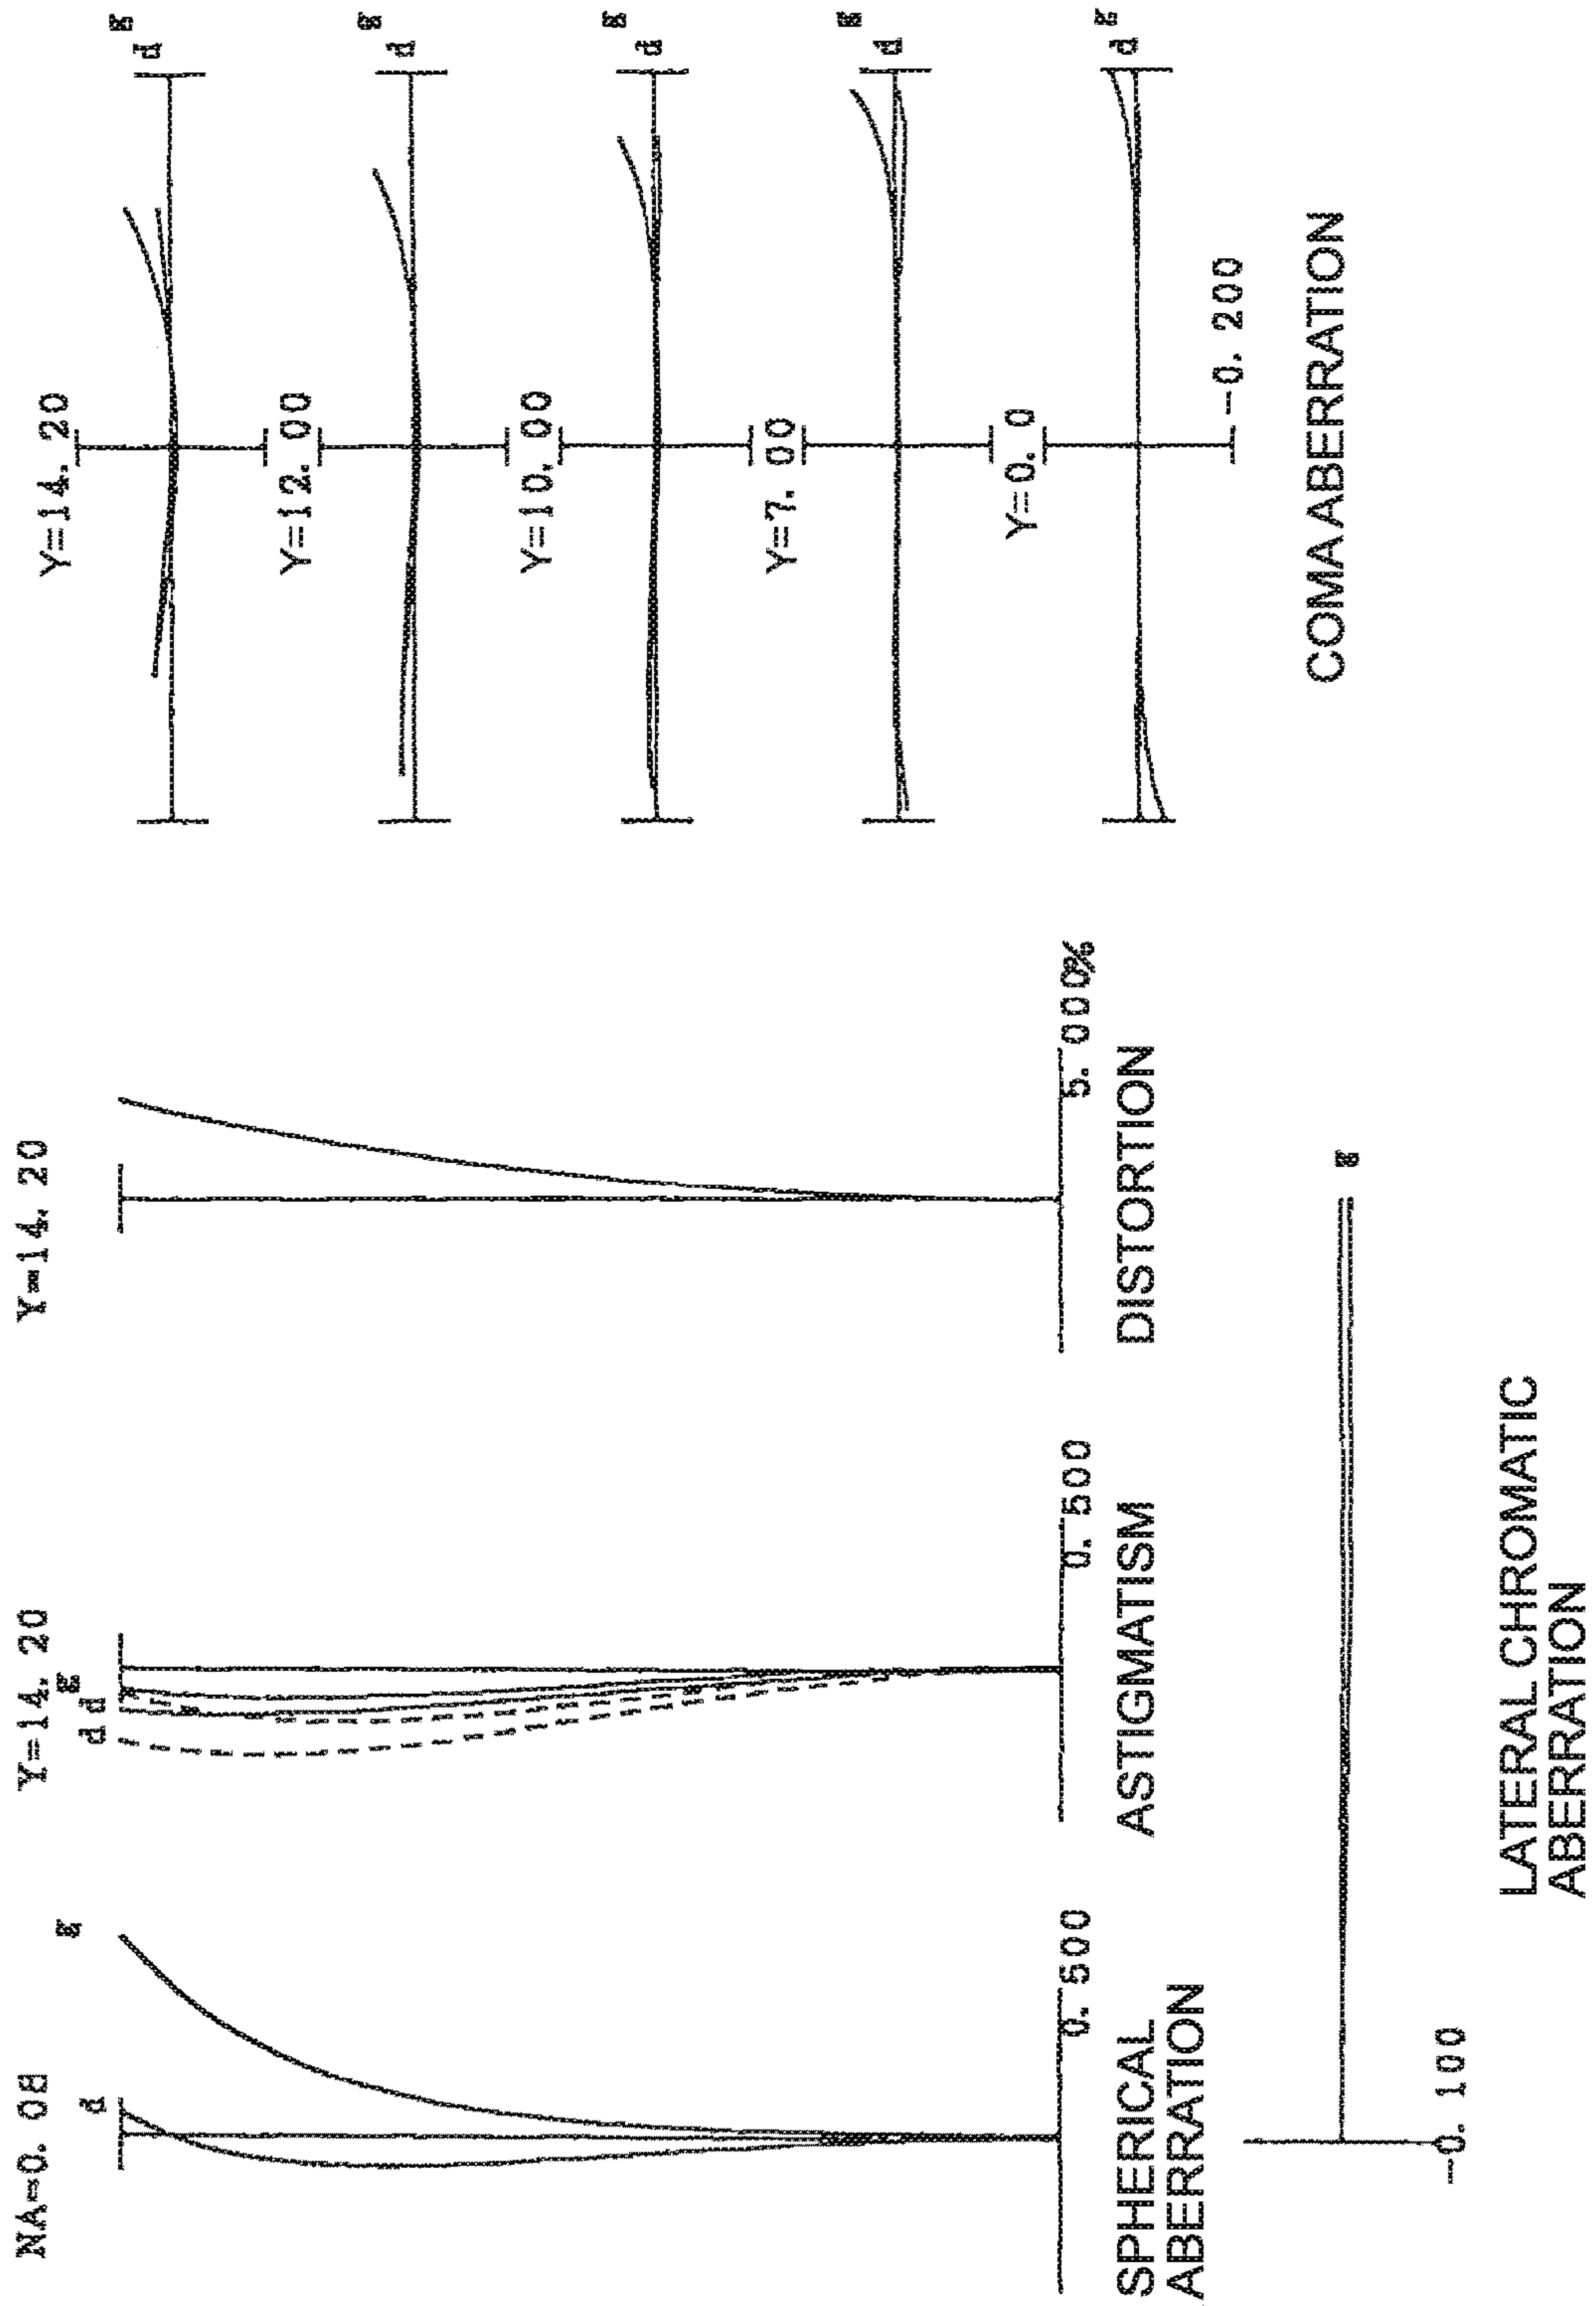 NA=0. 08
d
g
0. 500
SPHERICAL
ABERRATION
Y=14. 20
d
d
g
0. 500
ASTIGMATISM
Y=14. 20
5. 000%
DISTORTION
Y=14. 20
g
d
Y=12. 00
g
d
Y=10. 00
g
d
Y=7. 00
g
d
Y=0. 0
g
d
-0. 200
COMA ABERRATION
g
-0. 100
LATERAL CHROMATIC
ABERRATION